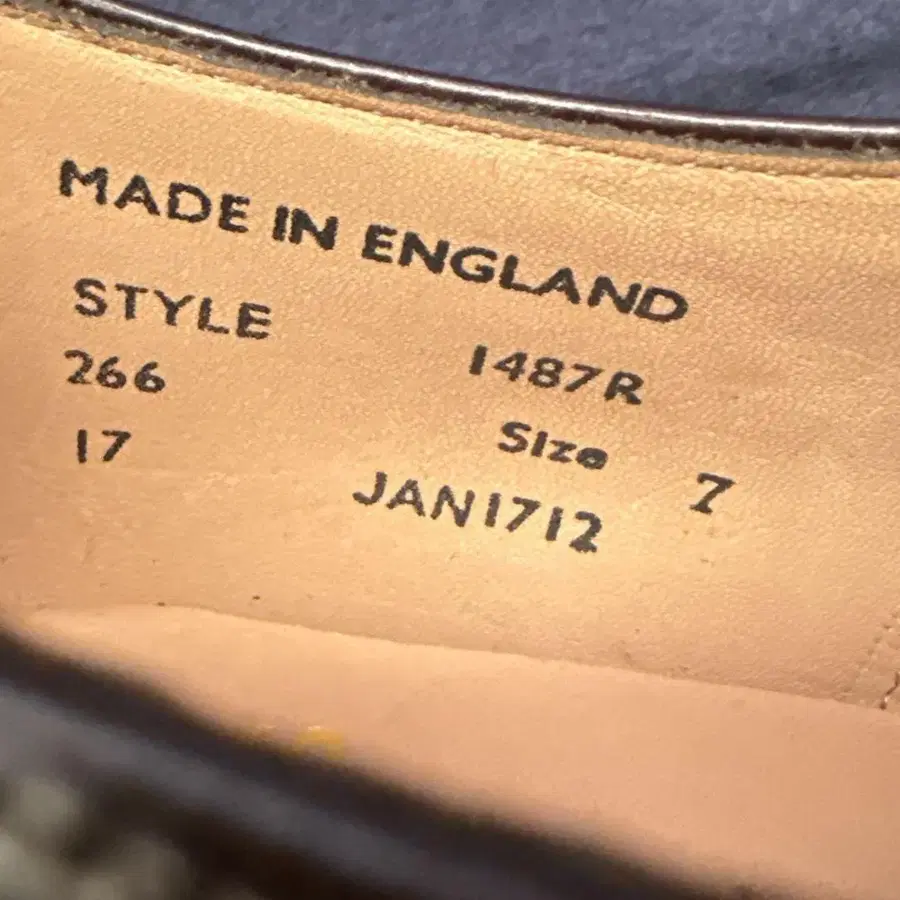 MADE IN ENGLAND
STYLE 1487R
266 Size 7
17 JAN1712